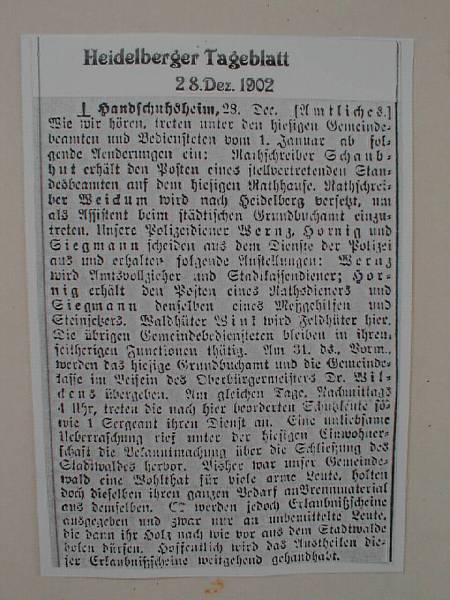 Heidelberger Tageblatt
28.Dez. 1902
Handschuhsheim, 28. Dec. [Amtliches.]
Wie wir hören, treten unter den hiesigen Gemeinde-
beamten und Bediensteten vom 1. Januar ab fol-
gende Aenderungen ein: Rathschreiber Schaub-
hut erhält den Posten eines stellvertretenden Stan-
desbeamten auf dem hiesigen Rathhause. Rathschrei-
ber Weickum wird nach Heidelberg versetzt, um
als Assistent beim städtischen Grundbuchamt einzu-
treten. Unsere Polizeidiener Wernz, Hornig und
Siegmann scheiden aus dem Dienste der Polizei
aus und erhalten folgende Anstellungen: Wernz
wird Amtsvollzieher und Stadtkassendiener; Hor-
nig erhält den Posten eines Rathsdieners und
Siegmann denselben eines Meßgehilfen und
Steinsetzers. Waldhüter Winl wird Feldhüter hier.
Die übrigen Gemeindebediensteten bleiben in ihren
seitherigen Functionen thätig. Am 31. ds., Vorm.,
werden das hiesige Grundbuchamt und die Gemeinde-
kasse im Beisein des Oberbürgermeisters Dr. Wil-
ckens übergeben. Am gleichen Tage, Nachmittags
4 Uhr, treten die nach hier beorderten Schutzleute so-
wie 1 Sergeant ihren Dienst an. Eine unliebsame
Ueberraschung rief unter der hiesigen Einwohner-
schaft die Bekanntmachung über die Schließung des
Stadtwaldes hervor. Bisher war unser Gemeinde-
wald eine Wohlthat für viele arme Leute, holten
doch dieselben ihren ganzen Bedarf an Brennmaterial
aus demselben. Es werden jedoch Erlaubnißscheine
ausgegeben und zwar nur an unbemittelte Leute,
die dann ihr Holz nach wie vor aus dem Stadtwalde
holen dürfen. Hoffentlich wird das Austheilen die-
ser Erlaubnißscheine weitgehend gehandhabt.